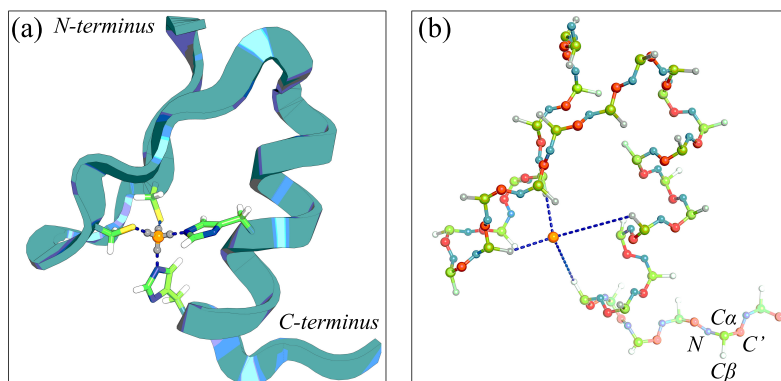 (a)
N-terminus
C-terminus
(b)
Cα
N
C’
Cβ